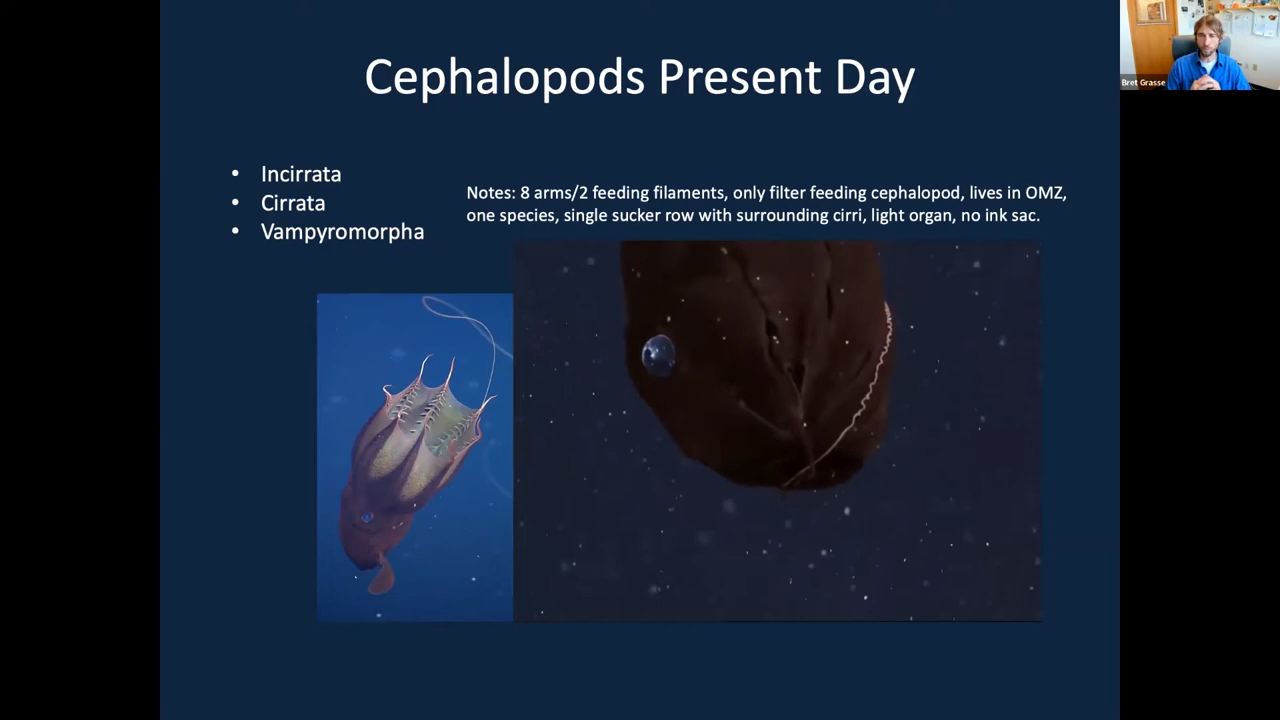 Cephalopods Present Day
• Incirrata
• Cirrata
• Vampyromorpha
Notes: 8 arms/2 feeding filaments, only filter feeding cephalopod, lives in OMZ,
one species, single sucker row with surrounding cirri, light organ, no ink sac.
Bret Grasse